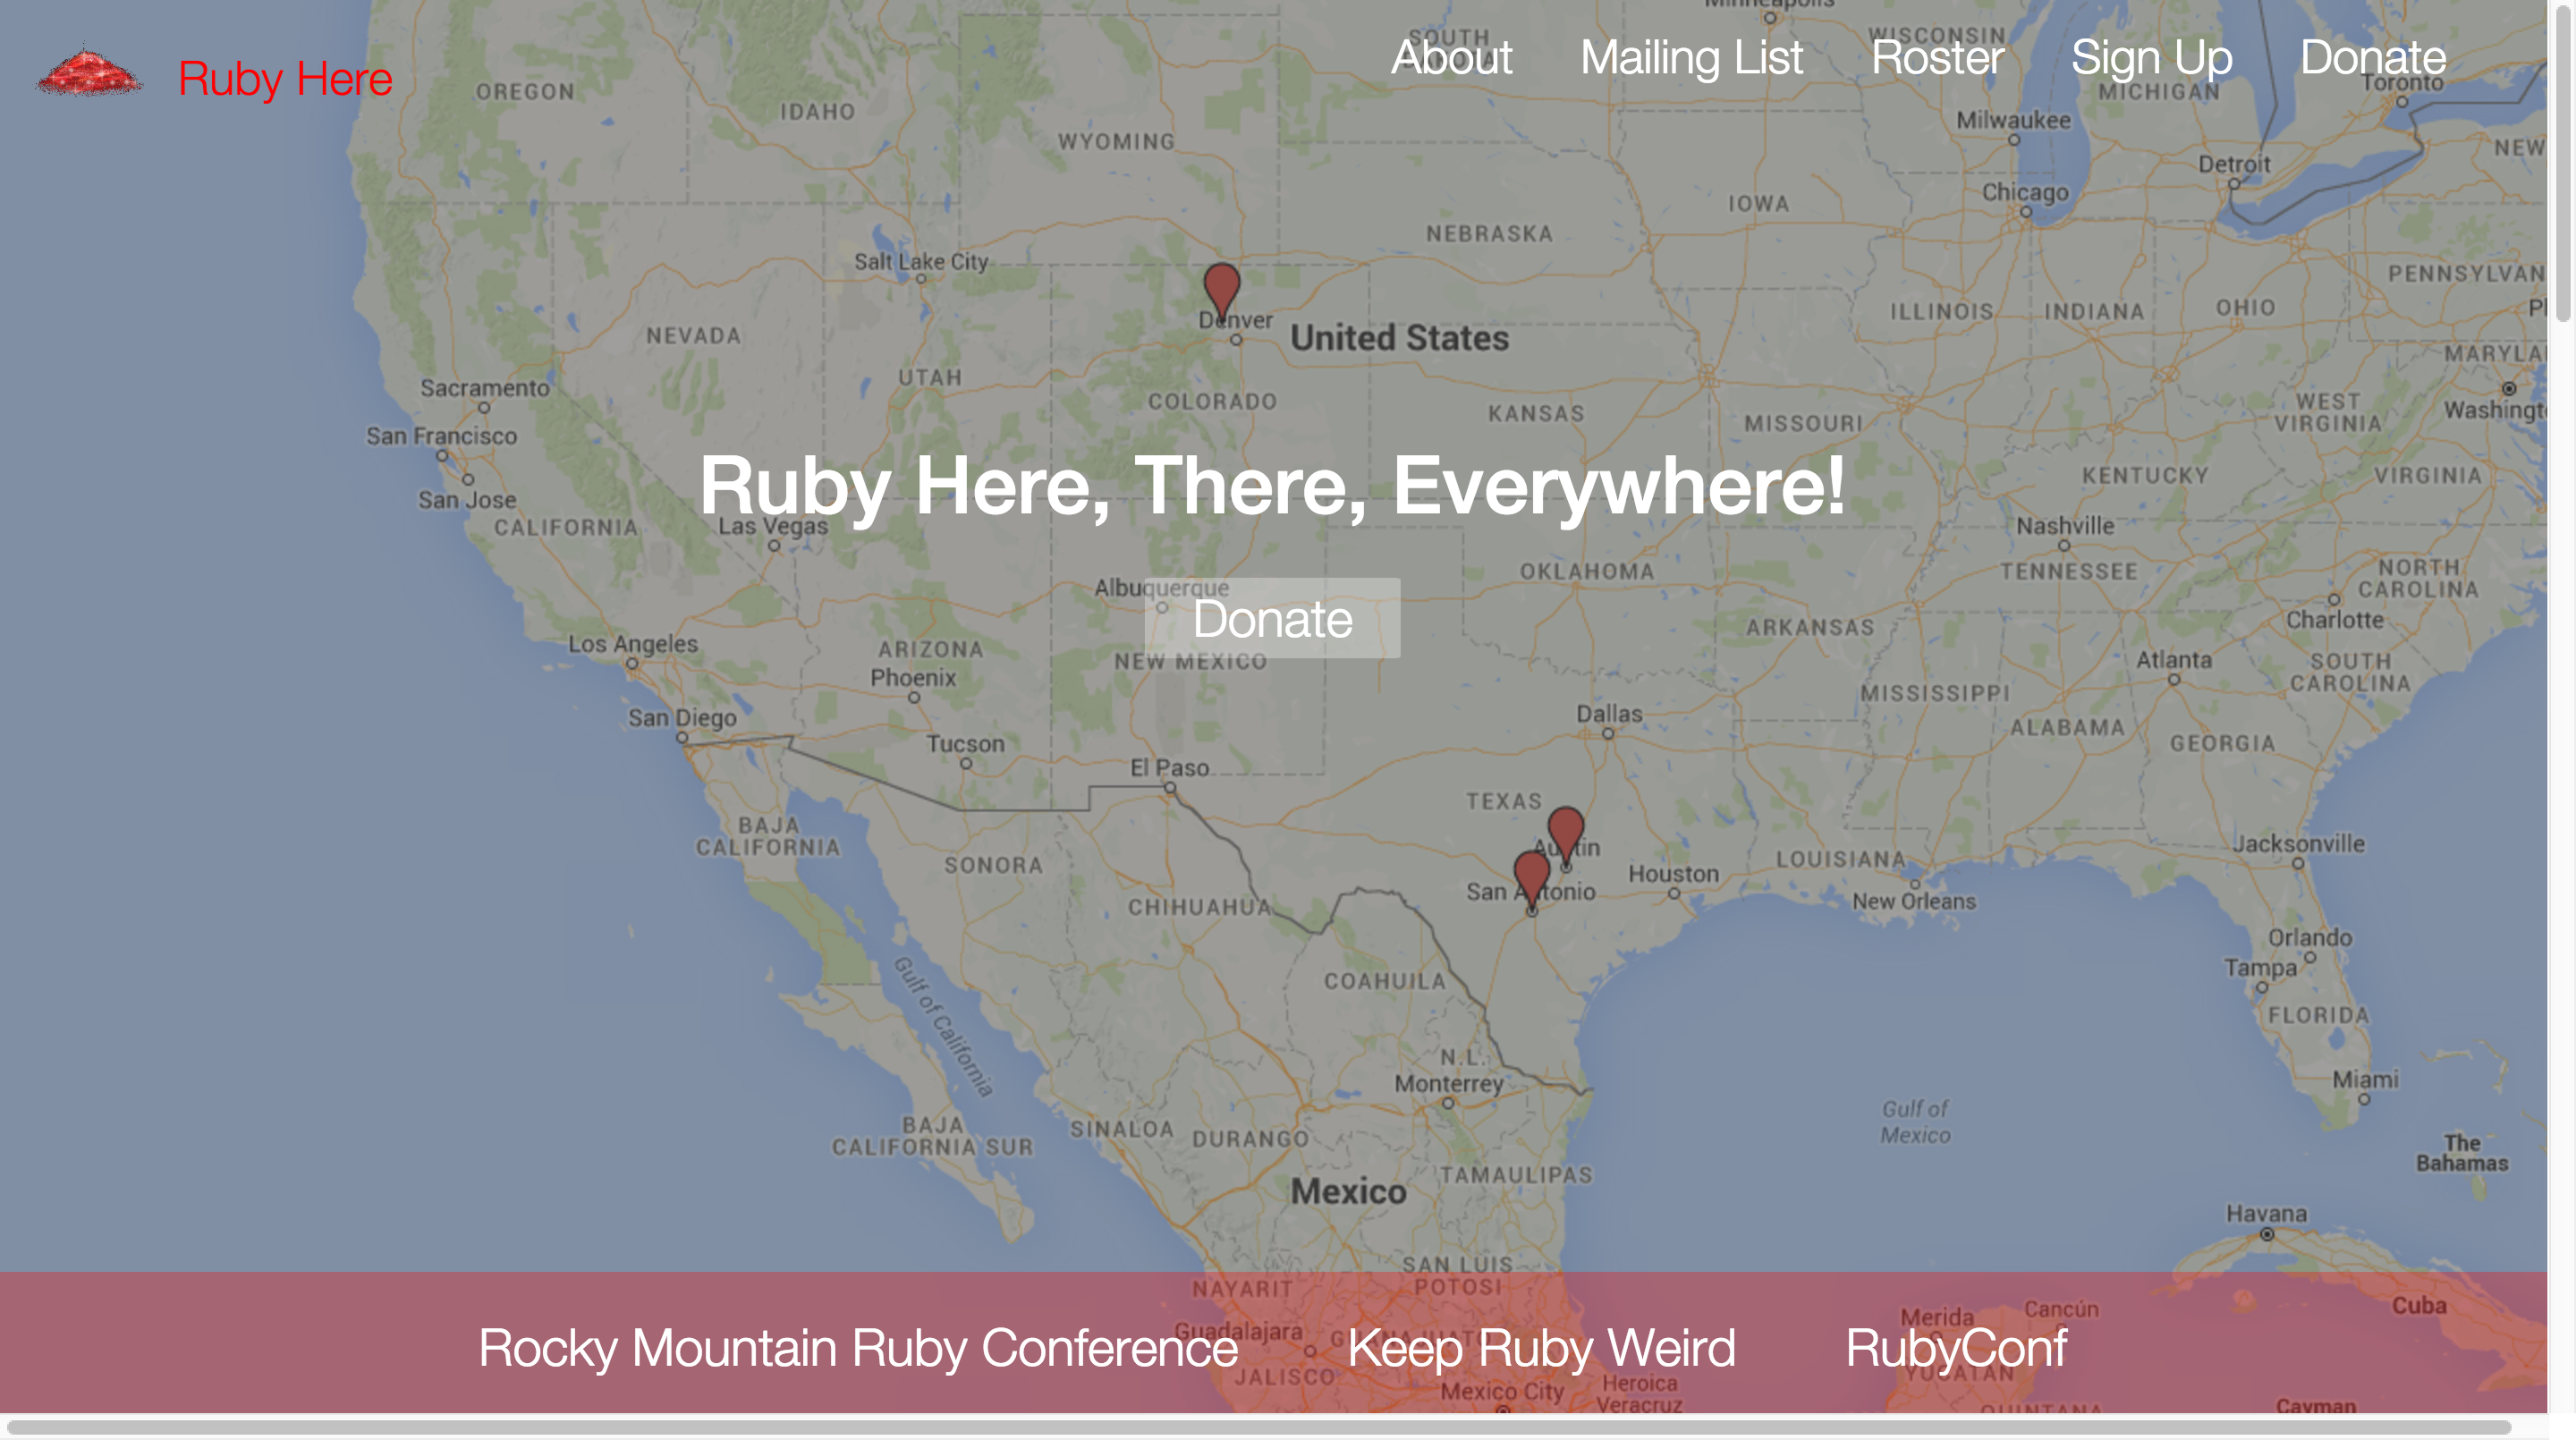 Ruby Here
About Mailing List Roster Sign Up Donate
SOUTH
WISCONSIN
OREGON
IDAHO
WYOMING
MICHIGAN
Toronto
Milwaukee
NEW
Detroit
Chicago
IOWA
NEBRASKA
Salt Lake City
PENNSYLVAN
Denver
NEVADA
United States
ILLINOIS
INDIANA
OHIO
MARYLA
UTAH
Sacramento
COLORADO
KANSAS
MISSOURI
WEST
VIRGINIA
Washingt
San Francisco
San Jose
CALIFORNIA
Las Vegas
Ruby Here, There, Everywhere!
KENTUCKY
VIRGINIA
Nashville
TENNESSEE
NORTH
CAROLINA
Charlotte
OKLAHOMA
Albuquerque
Donate
NEW MEXICO
ARKANSAS
Los Angeles
ARIZONA
Phoenix
Atlanta
SOUTH
CAROLINA
MISSISSIPPI
San Diego
Dallas
ALABAMA
GEORGIA
Tucson
El Paso
TEXAS
BAJA
CALIFORNIA
SONORA
Austin
San Antonio
Houston
LOUISIANA
New Orleans
Jacksonville
CHIHUAHUA
Orlando
Tampa
FLORIDA
Gulf of California
COAHUILA
N.L.
Monterrey
Miami
Gulf of
Mexico
BAJA
CALIFORNIA SUR
SINALOA
DURANGO
The
Bahamas
TAMAULIPAS
Mexico
Havana
SAN LUIS
POTOSI
NAYARIT
Merida
Cancún
Cuba
Guadalajara
Rocky Mountain Ruby Conference Keep Ruby Weird RubyConf
YUCATAN
JALISCO
Mexico City
Heroica
Veracruz
Cayman